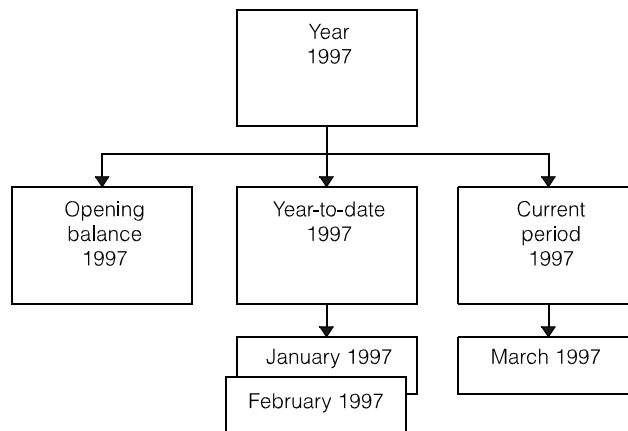 Year
1997
Opening
balance
1997
Year-to-date
1997
Current
period
1997
January 1997
February 1997
March 1997